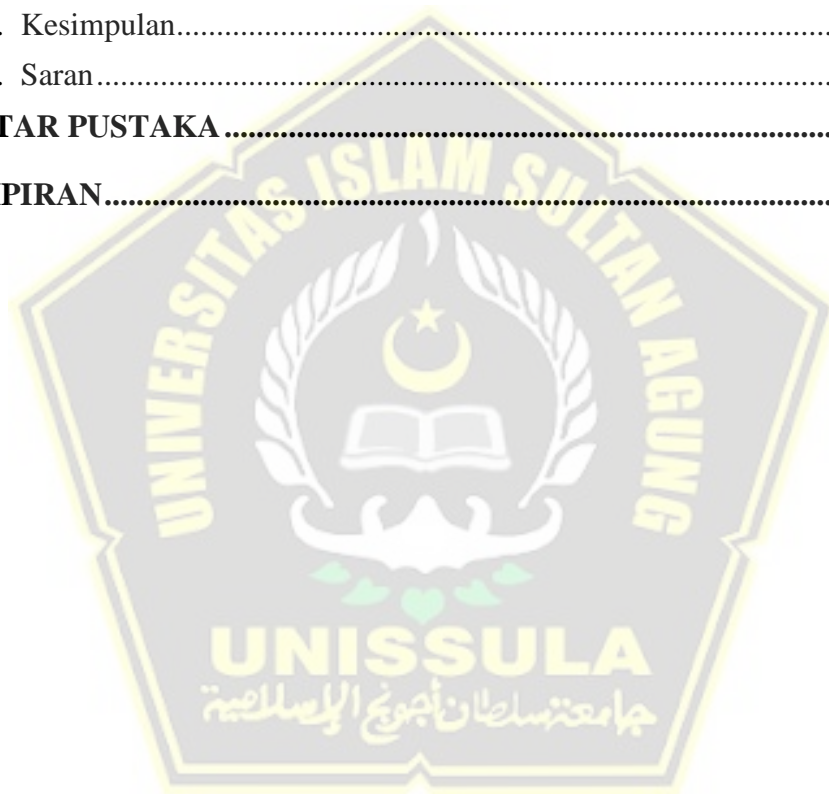 . Kesimpulan..........................................................................................
. Saran....................................................................................................
TAR PUSTAKA ...............................................................................
PIRAN..............................................................................................
UNIVERSITAS ISLAM SULTAN AGUNG
UNISSULA
جامعة سلطان أجونج الإسلامية